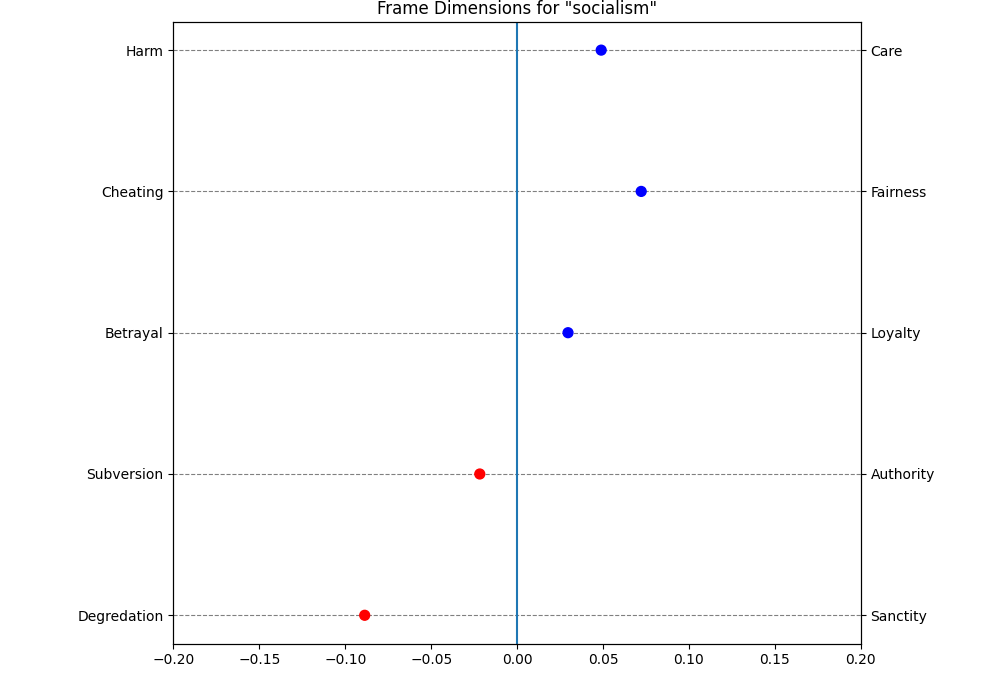 Frame Dimensions for "socialism"
Harm Care
Cheating Fairness
Betrayal Loyalty
Subversion Authority
Degredation Sanctity
−0.20 −0.15 −0.10 −0.05 0.00 0.05 0.10 0.15 0.20